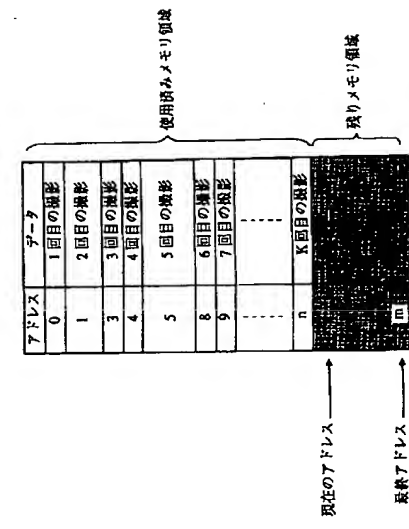 アドレス データ
0 1回目の撮影
1 2回目の撮影
3 3回目の撮影
4 4回目の撮影
5 5回目の撮影
8 6回目の撮影
9 7回目の撮影
n K回目の撮影
m
使用済みメモリ領域
残りメモリ領域
現在のアドレス
最終アドレス